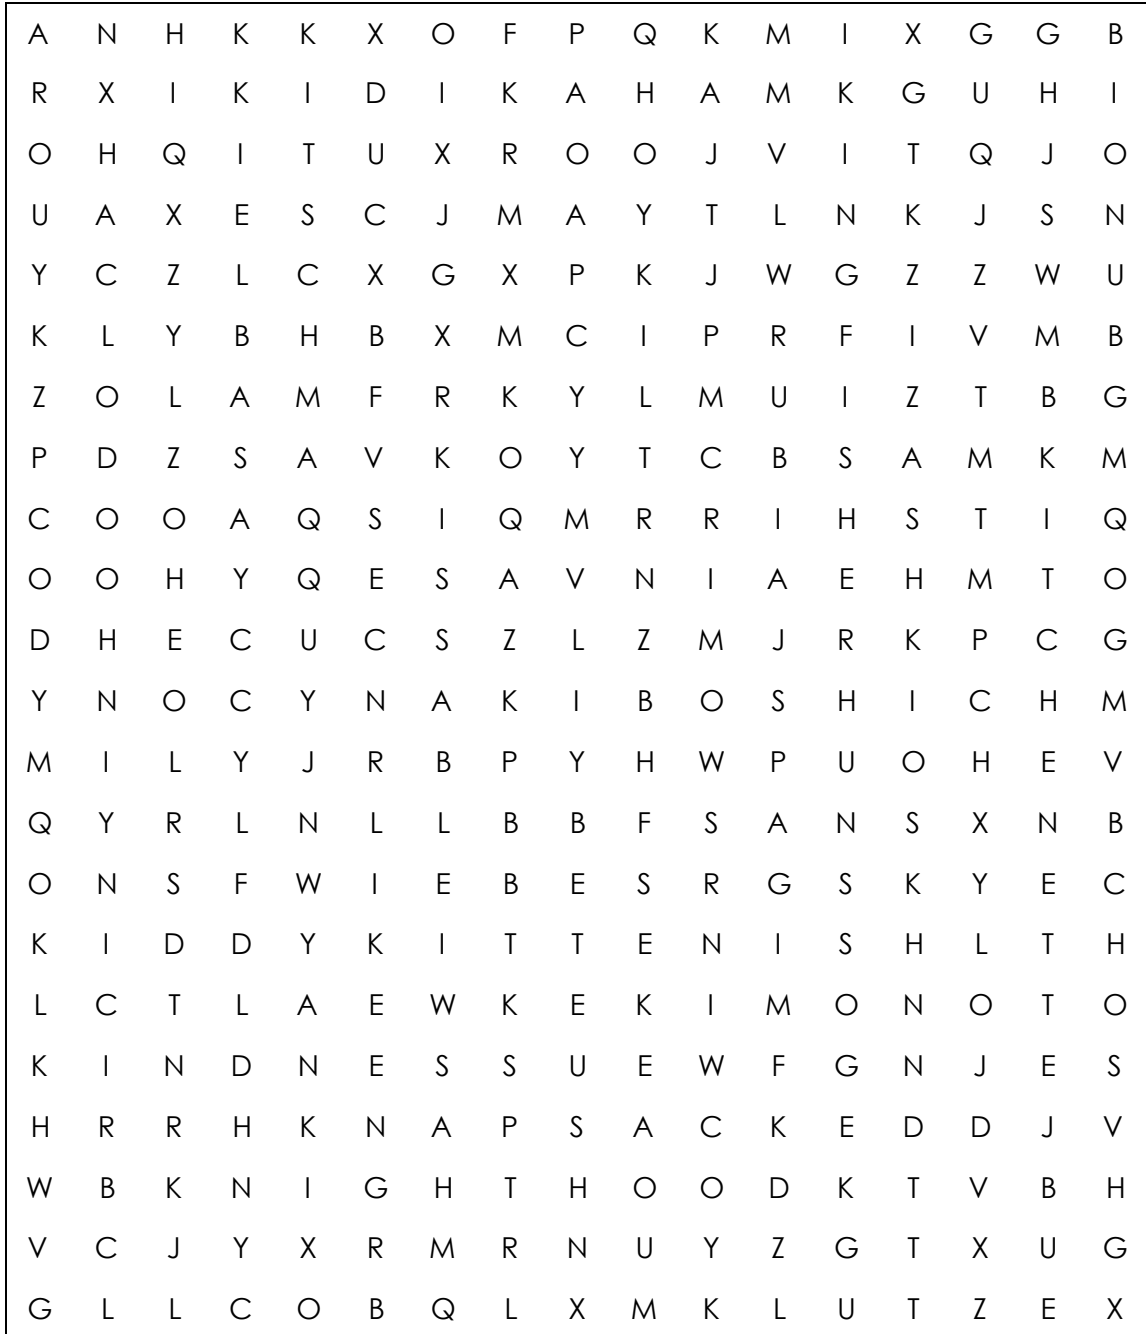 A N H K K X O F P Q K M I X G G B
R X I K I D I K A H A M K G U H I
O H Q I T U X R O O J V I T Q J O
U A X E S C J M A Y T L N K J S N
Y C Z L C X G X P K J W G Z Z W U
K L Y B H B X M C I P R F I V M B
Z O L A M F R K Y L M U I Z T B G
P D Z S A V K O Y T C B S A M K M
C O O A Q S I Q M R R I H S T I Q
O O H Y Q E S A V N I A E H M T O
D H E C U C S Z L Z M J R K P C G
Y N O C Y N A K I B O S H I C H M
M I L Y J R B P Y H W P U O H E V
Q Y R L N L L B B F S A N S X N B
O N S F W I E B E S R G S K Y E C
K I D D Y K I T T E N I S H L T H
L C T L A E W K E K I M O N O T O
K I N D N E S S U E W F G N J E S
H R R H K N A P S A C K E D D J V
W B K N I G H T H O O D K T V B H
V C J Y X R M R N U Y Z G T X U G
G L L C O B Q L X M K L U T Z E X